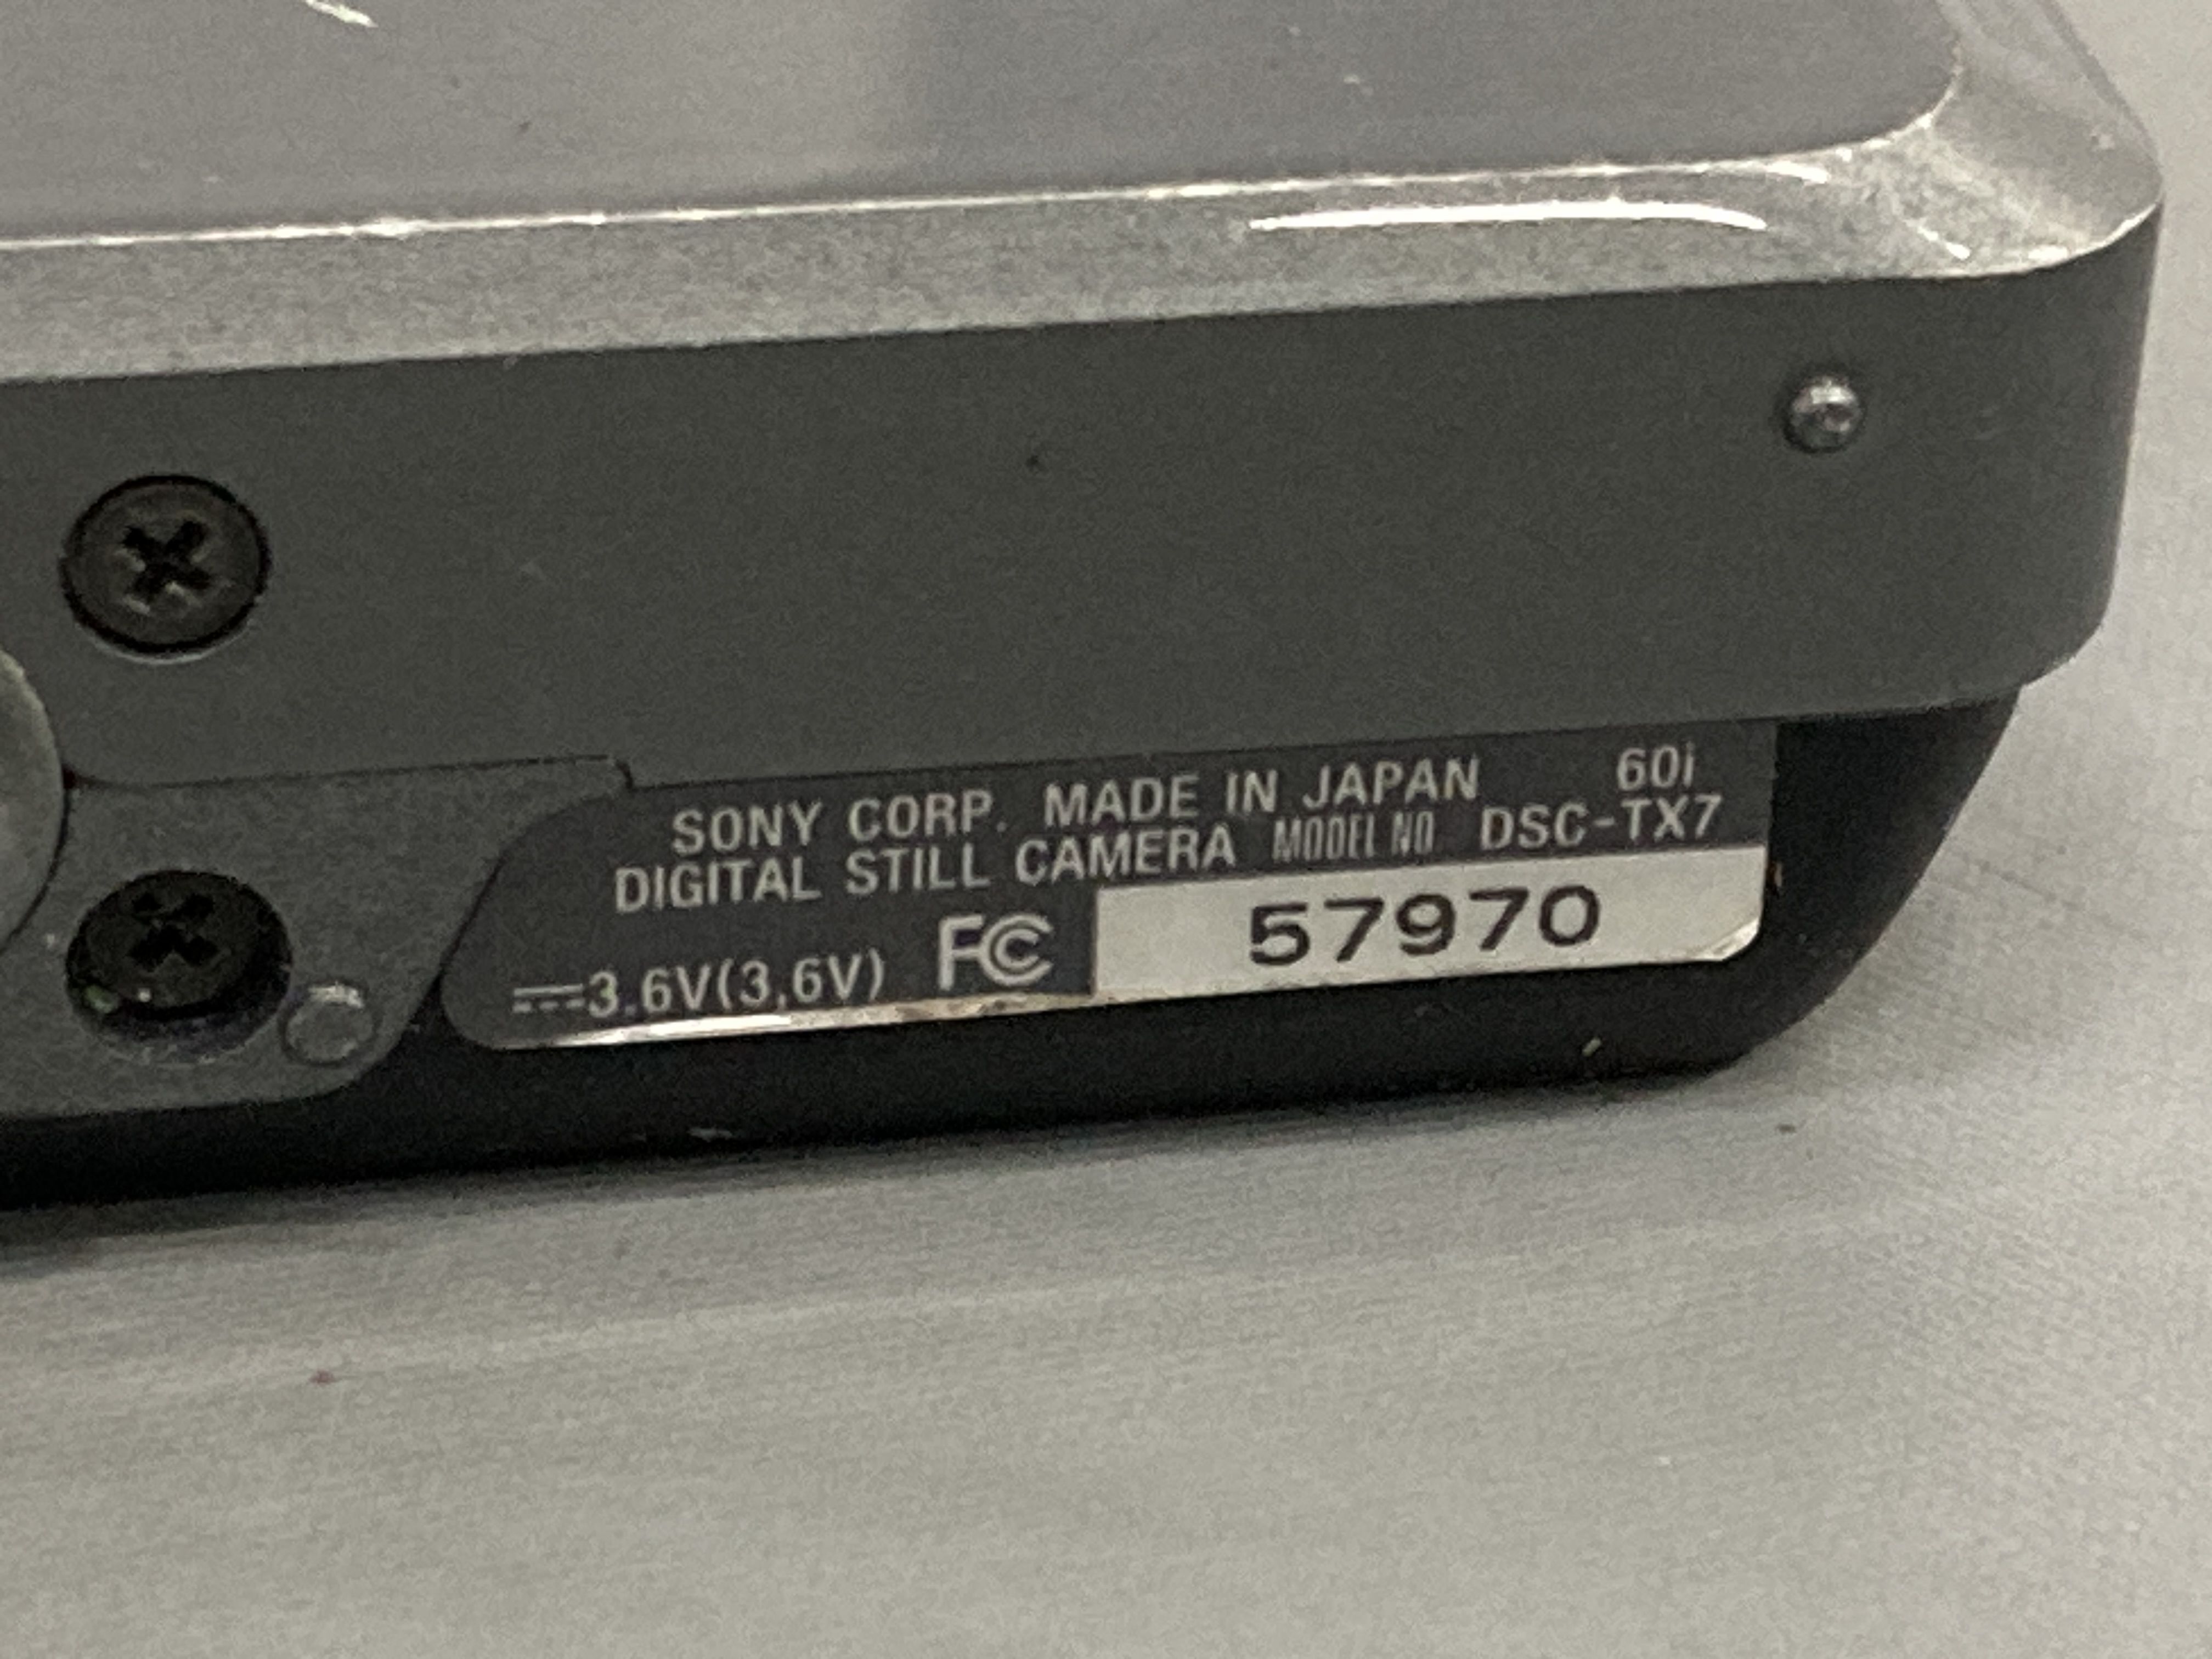 SONY CORP. MADE IN JAPAN 60i
DIGITAL STILL CAMERA MODEL NO DSC-TX7
3.6V(3,6V) FC 57970